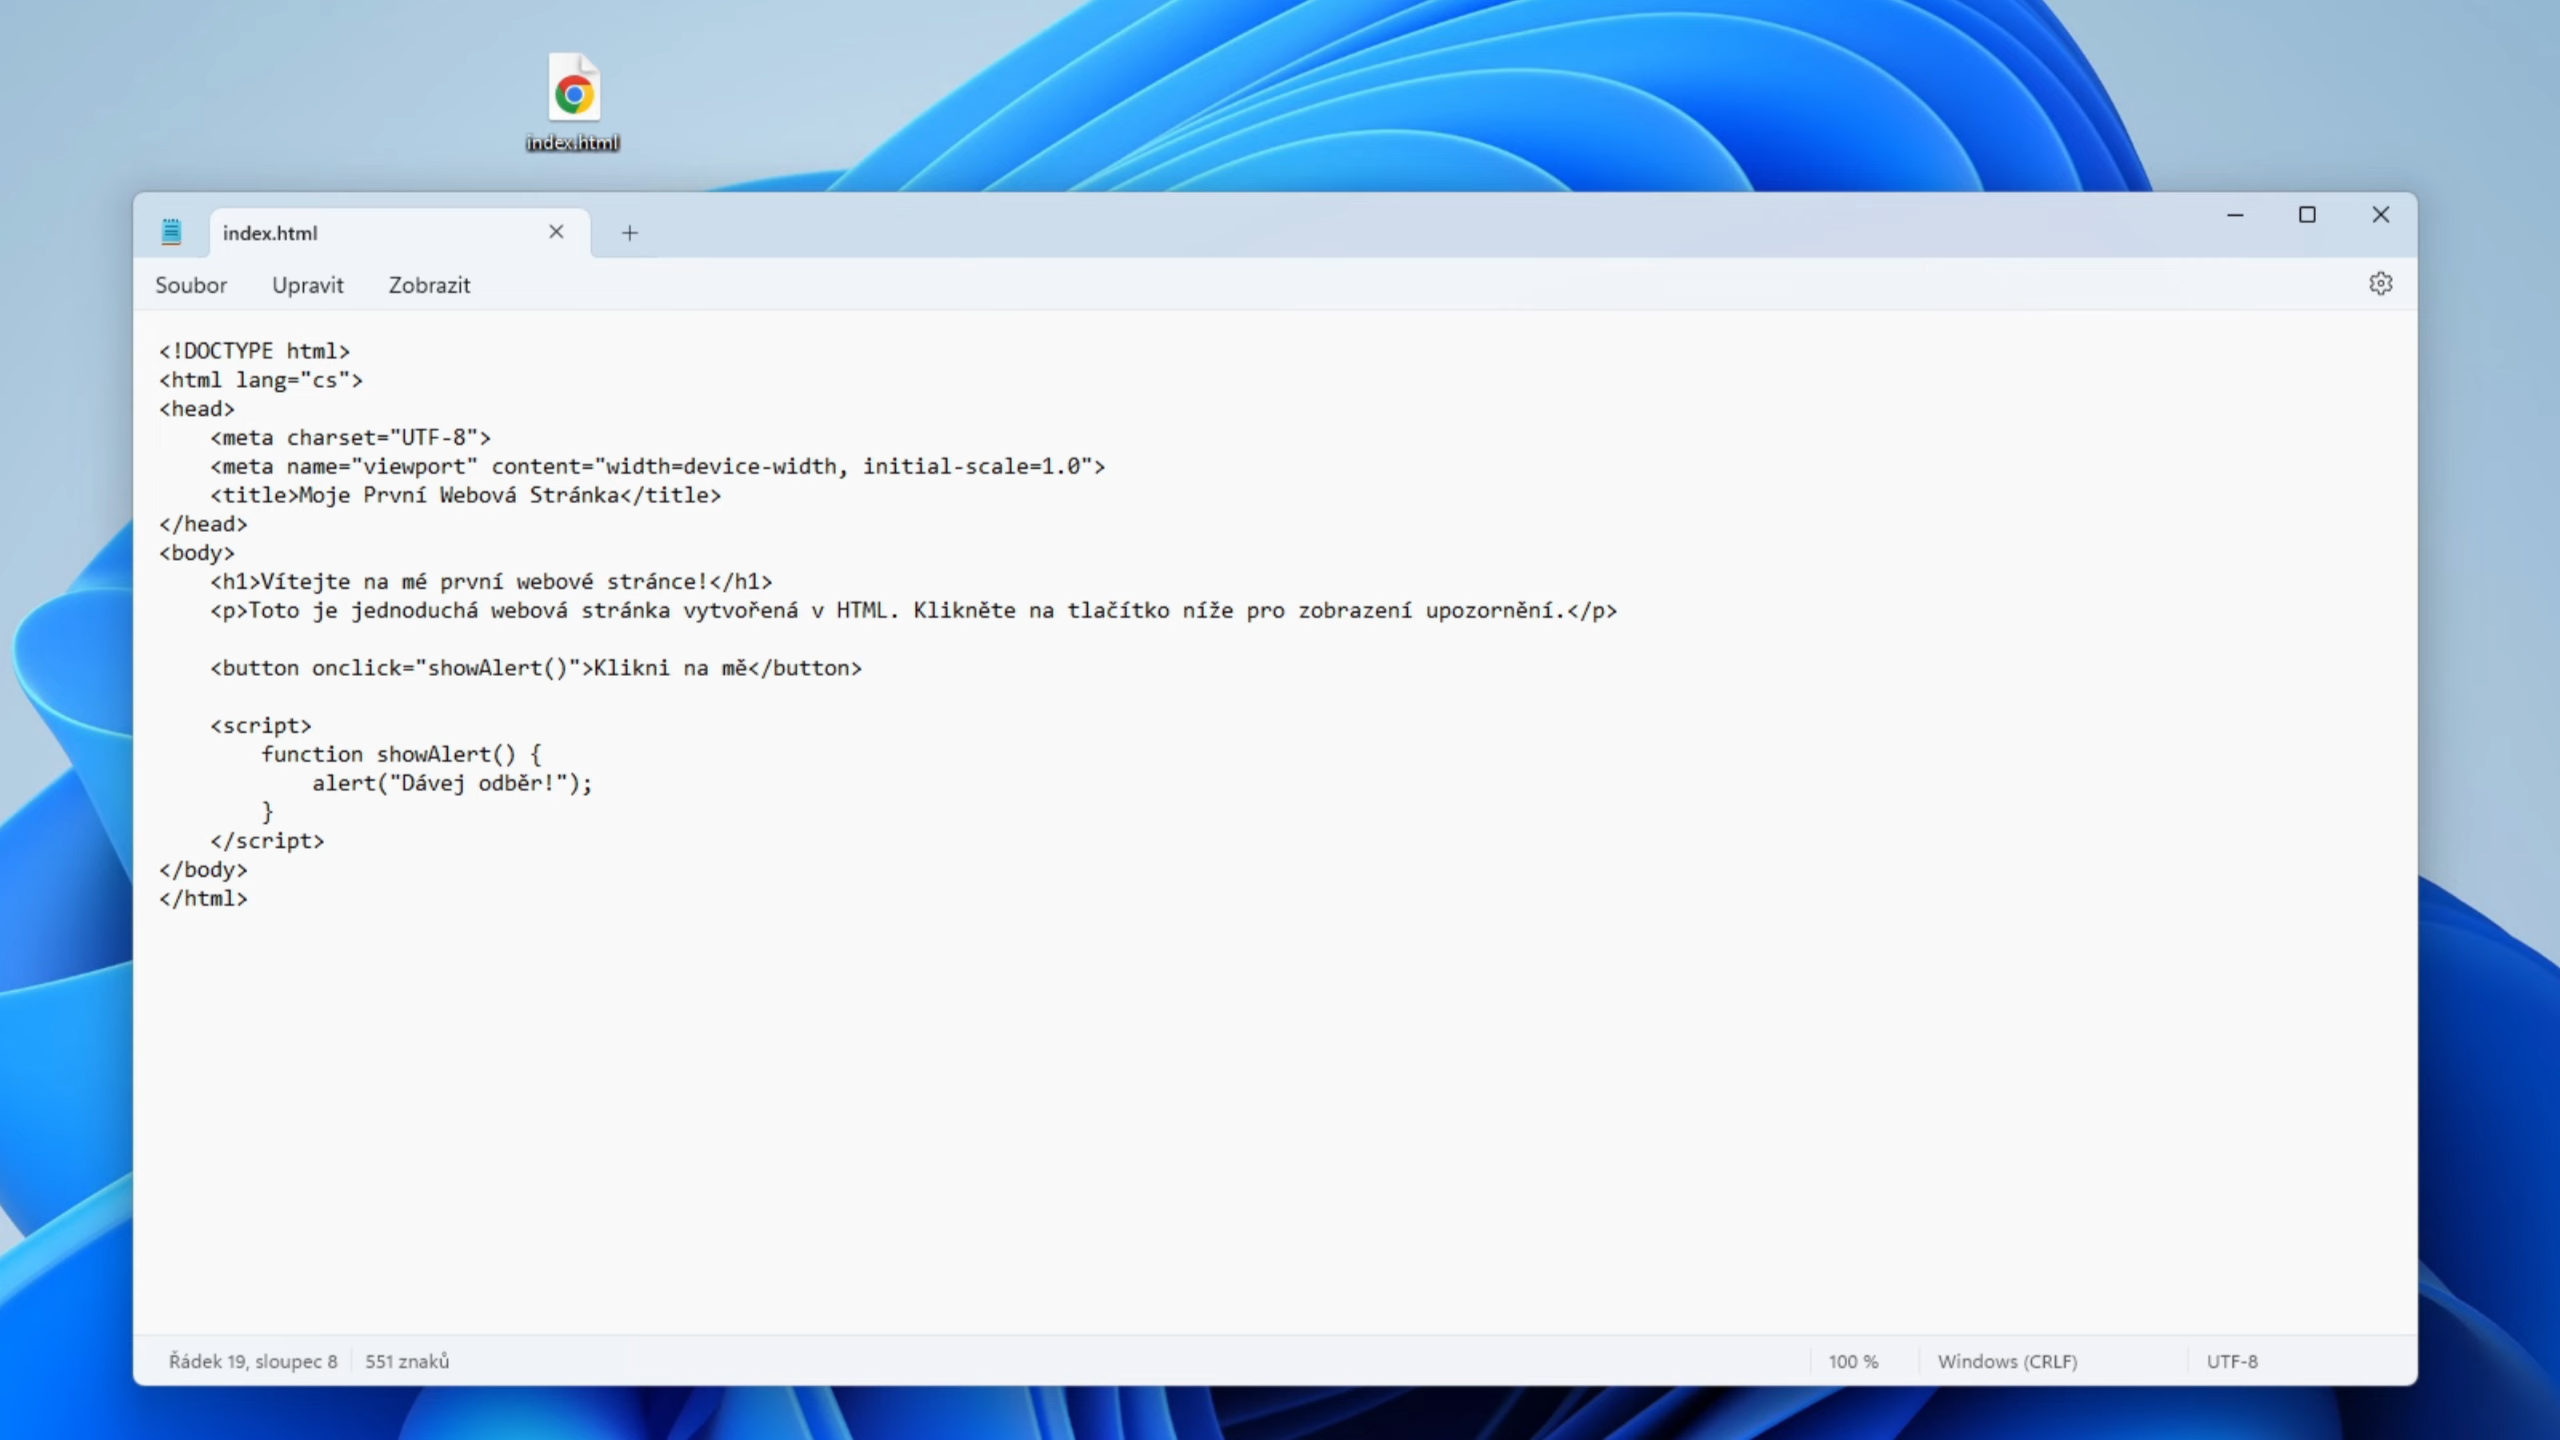 index.html
index.html
Soubor Upravit Zobrazit
<!DOCTYPE html>
<html lang="cs">
<head>
    <meta charset="UTF-8">
    <meta name="viewport" content="width=device-width, initial-scale=1.0">
    <title>Moje První Webová Stránka</title>
</head>
<body>
    <h1>Vítejte na mé první webové stránce!</h1>
    <p>Toto je jednoduchá webová stránka vytvořená v HTML. Klikněte na tlačítko níže pro zobrazení upozornění.</p>
    <button onclick="showAlert()">Klikni na mě</button>
    <script>
        function showAlert() {
            alert("Dávej odběr!");
        }
    </script>
</body>
</html>
Řádek 19, sloupec 8 551 znaků 100 % Windows (CRLF) UTF-8